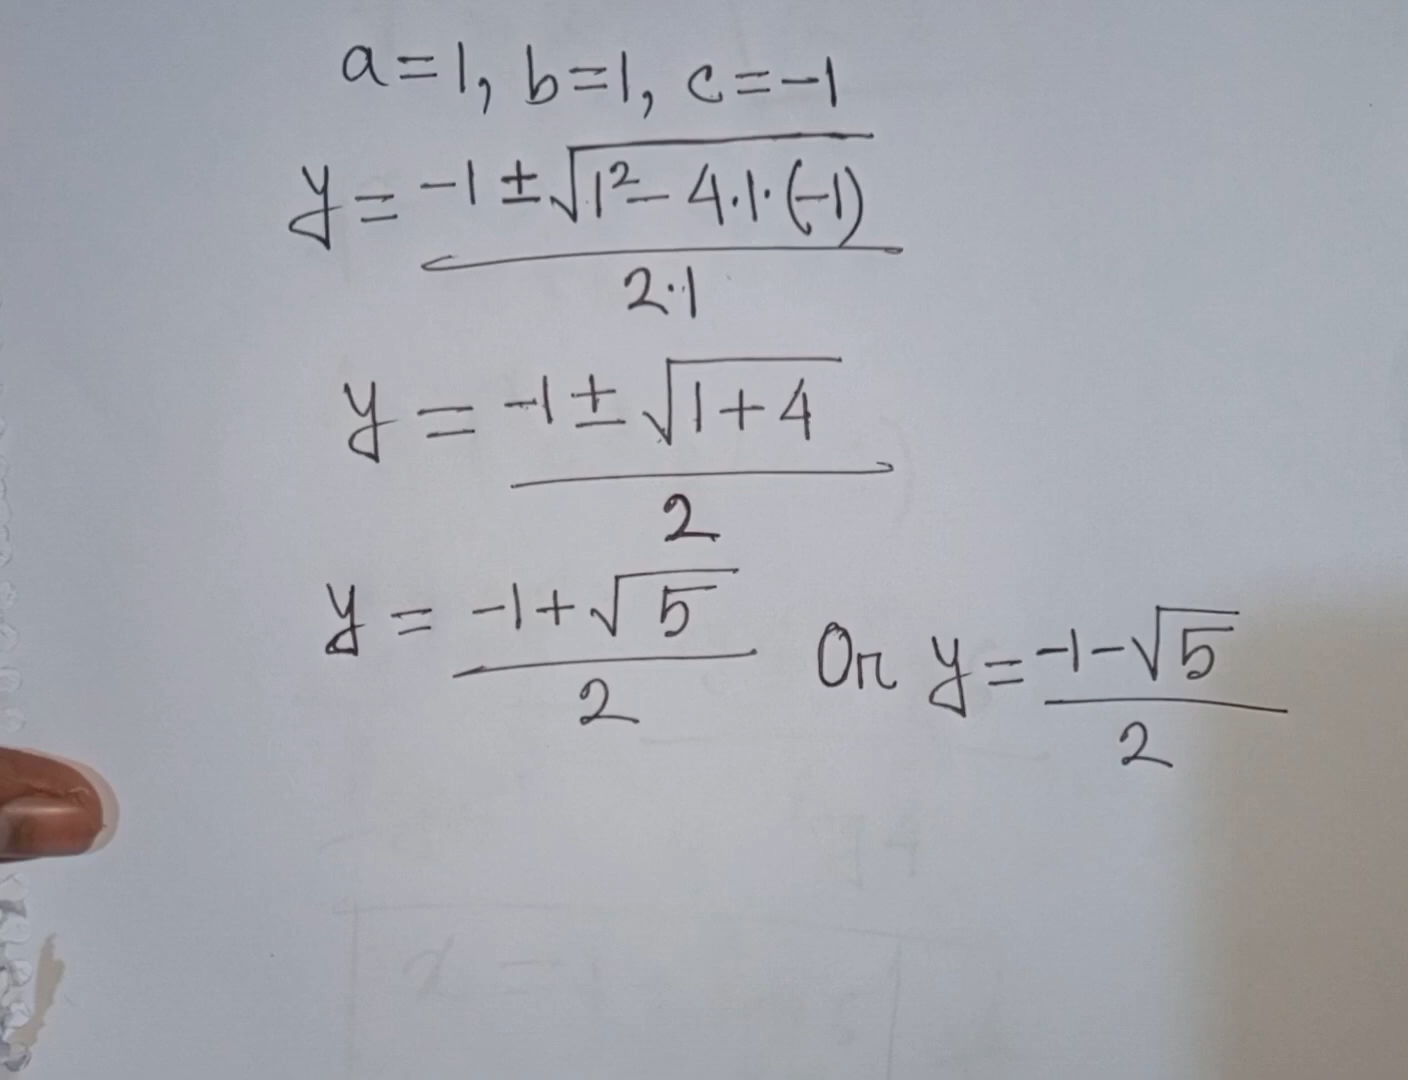 a=1, b=1, c=-1
y = (-1 ± √(1² - 4·1·(-1))) / (2·1)
y = (-1 ± √(1+4)) / 2
y = (-1+√5) / 2 Or y = (-1-√5) / 2